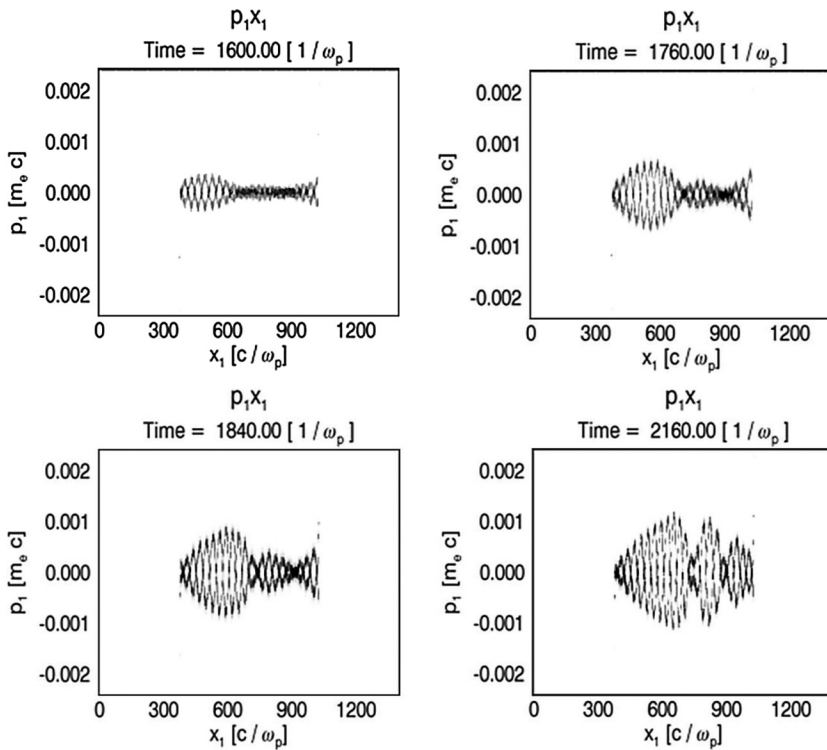 p₁x₁
Time = 1600.00 [ 1 / ωₚ ]
0.002
0.001
0.000
-0.001
-0.002
p₁ [mₑ c]
0 300 600 900 1200
x₁ [c / ωₚ]
p₁x₁
Time = 1760.00 [ 1 / ωₚ ]
0.002
0.001
0.000
-0.001
-0.002
p₁ [mₑ c]
0 300 600 900 1200
x₁ [c / ωₚ]
p₁x₁
Time = 1840.00 [ 1 / ωₚ ]
0.002
0.001
0.000
-0.001
-0.002
p₁ [mₑ c]
0 300 600 900 1200
x₁ [c / ωₚ]
p₁x₁
Time = 2160.00 [ 1 / ωₚ ]
0.002
0.001
0.000
-0.001
-0.002
p₁ [mₑ c]
0 300 600 900 1200
x₁ [c / ωₚ]